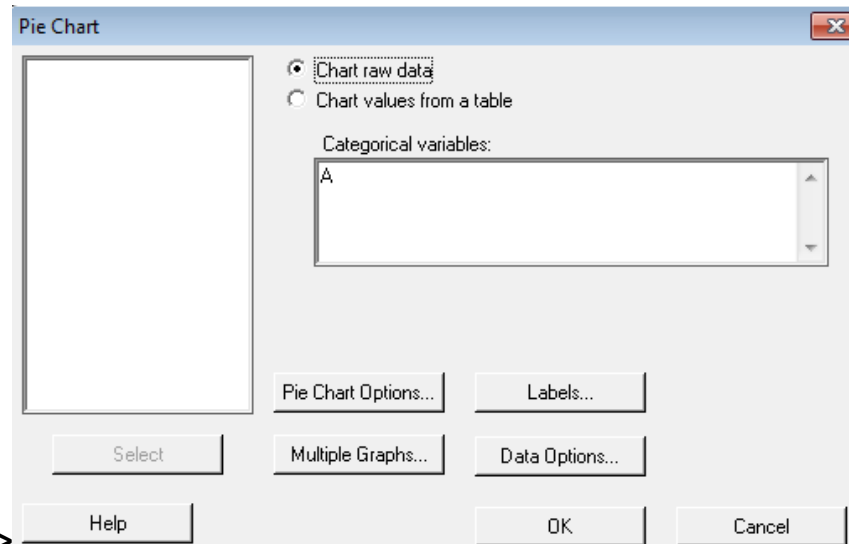 Pie Chart
Chart raw data
Chart values from a table
Categorical variables:
A
Pie Chart Options...
Labels...
Select
Multiple Graphs...
Data Options...
Help
OK
Cancel
>